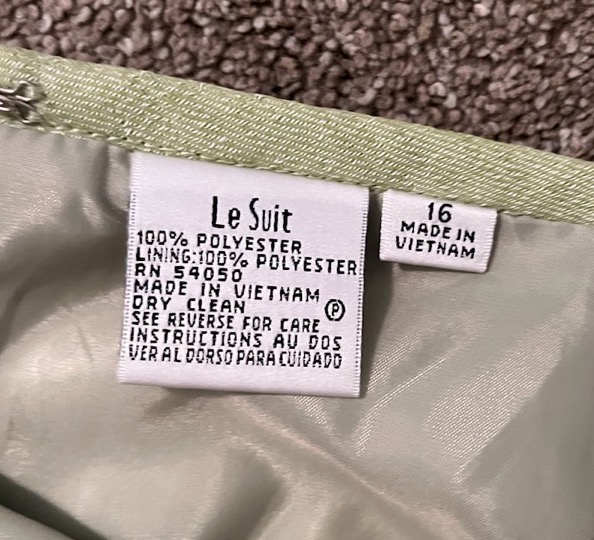 Le Suit
100% POLYESTER
LINING:100% POLYESTER
RN 54050
MADE IN VIETNAM
DRY CLEAN Ⓟ
SEE REVERSE FOR CARE
INSTRUCTIONS AU DOS
VER AL DORSO PARA CUIDADO
16
MADE IN
VIETNAM